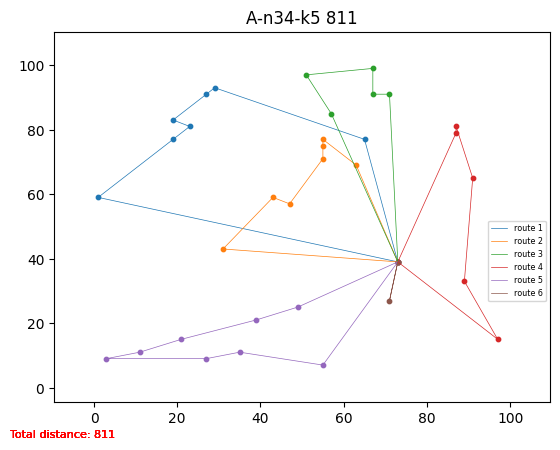 A-n34-k5 811
100
80
60
40
20
0
route 1
route 2
route 3
route 4
route 5
route 6
0 20 40 60 80 100
Total distance: 811